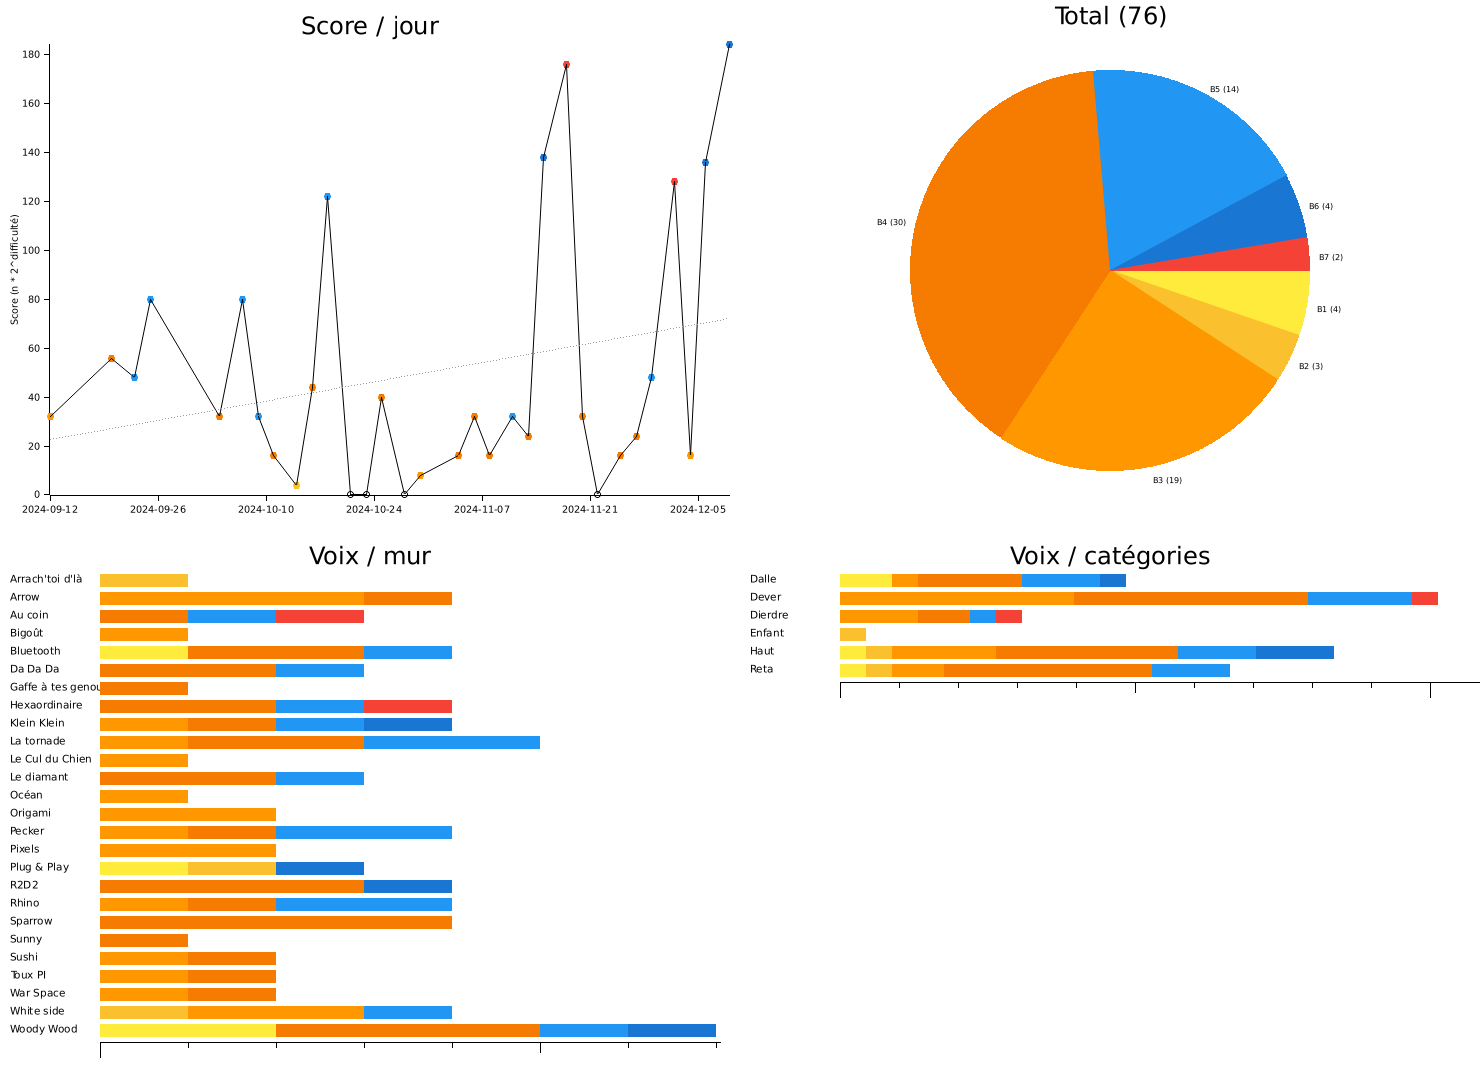 Score / jour
180
160
140
120
100
80
60
40
20
0
Score (n * 2^difficulté)
2024-09-12
2024-09-26
2024-10-10
2024-10-24
2024-11-07
2024-11-21
2024-12-05
Total (76)
B5 (14)
B6 (4)
B4 (30)
B7 (2)
B1 (4)
B2 (3)
B3 (19)
Voix / mur
Arrach'toi d'là
Arrow
Au coin
Bigoût
Bluetooth
Da Da Da
Gaffe à tes genou
Hexaordinaire
Klein Klein
La tornade
Le Cul du Chien
Le diamant
Océan
Origami
Pecker
Pixels
Plug & Play
R2D2
Rhino
Sparrow
Sunny
Sushi
Toux PI
War Space
White side
Woody Wood
Voix / catégories
Dalle
Dever
Dierdre
Enfant
Haut
Reta